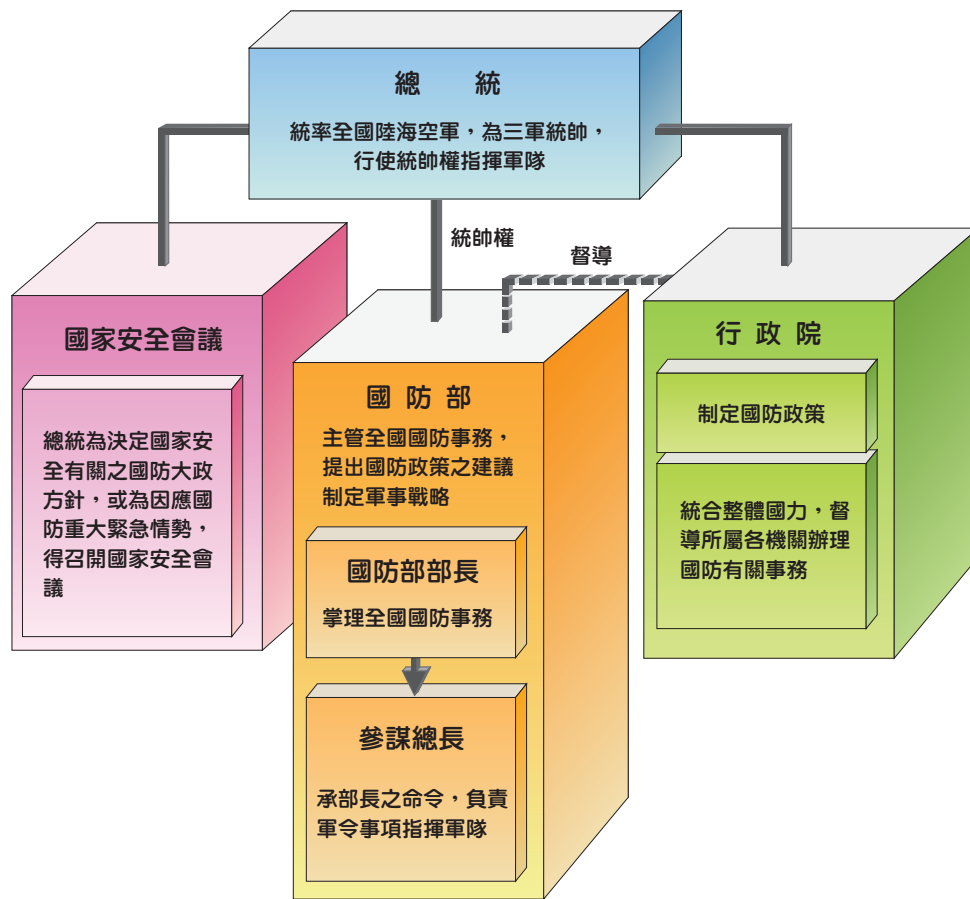 總 統
統率全國陸海空軍，為三軍統帥，
行使統帥權指揮軍隊
統帥權
督導
國家安全會議
總統為決定國家安
全有關之國防大政
方針，或為因應國
防重大緊急情勢，
得召開國家安全會
議
國 防 部
主管全國國防事務，
提出國防政策之建議
制定軍事戰略
國防部部長
掌理全國國防事務
參謀總長
承部長之命令，負責
軍令事項指揮軍隊
行 政 院
制定國防政策
統合整體國力，督
導所屬各機關辦理
國防有關事務